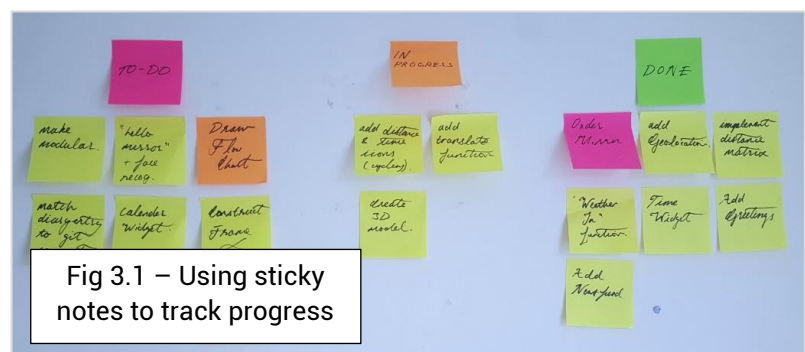 TO-DO
IN
PROGRESS
DONE
make
modular.
"hello
mirror"
+ face
recog.
Draw
Flow
Chart
add distance
& time
icons
(cycling).
add
translate
function
Order
Mirror
add
Geolocation.
implement
distance
matrix
match
diary entry
to git
calender
widget.
Construct
Frame
create
3D
model.
"Weather
In"
function.
Time
Widget
Add
Greetings
Add
Newsfeed
Fig 3.1 – Using sticky
notes to track progress